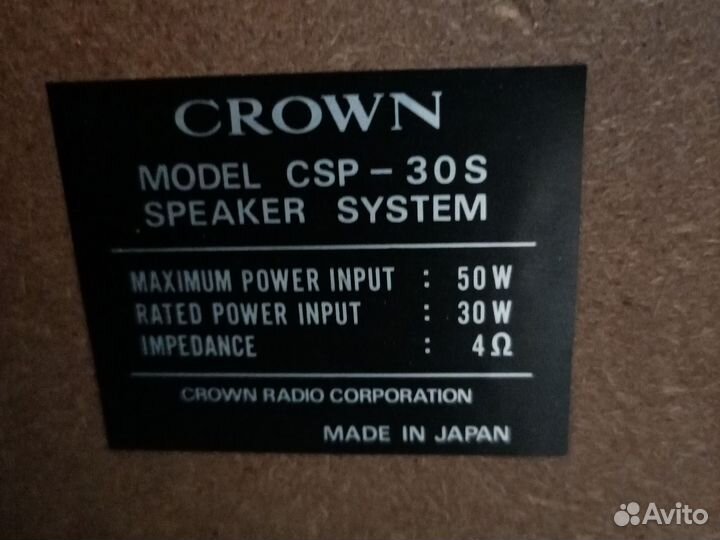 CROWN
MODEL CSP-30S
SPEAKER SYSTEM
MAXIMUM POWER INPUT : 50W
RATED POWER INPUT : 30W
IMPEDANCE : 4Ω
CROWN RADIO CORPORATION
MADE IN JAPAN
Avito